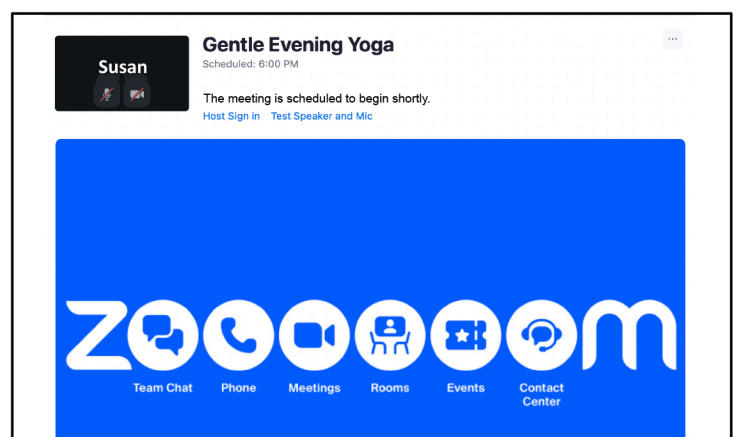 Susan
Gentle Evening Yoga
Scheduled: 6:00 PM
The meeting is scheduled to begin shortly.
Host Sign in Test Speaker and Mic
zoooooom
Team Chat Phone Meetings Rooms Events Contact Center